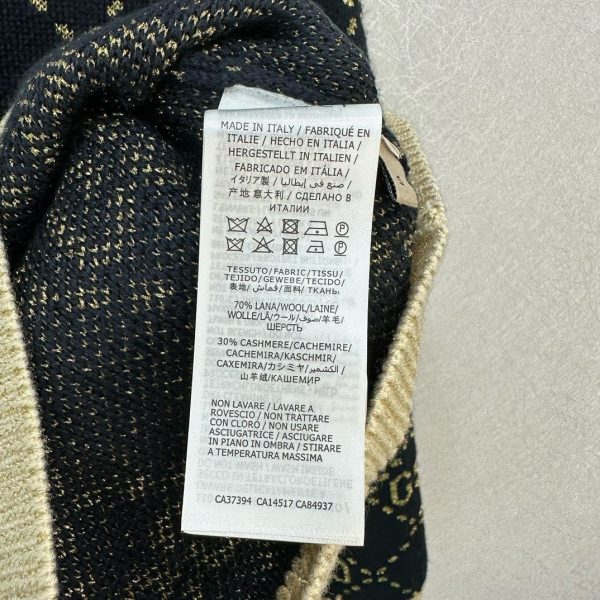 MADE IN ITALY / FABRIQUÉ EN
ITALIE / HECHO EN ITALIA /
HERGESTELLT IN ITALIEN /
FABRICADO EM ITÁLIA /
イタリア製 / صنع في إيطاليا /
产地 意大利 / СДЕЛАНО В
ИТАЛИИ
P
P
TESSUTO/FABRIC/TISSU/
TEJIDO/GEWEBE/TECIDO/
表地/قماش/面料/ ТКАНЬ:
70% LANA/WOOL/LAINE/
WOLLE/LÃ/ウール/صوف/羊毛/
ШЕРСТЬ
30% CASHMERE/CACHEMIRE/
CACHEMIRA/KASCHMIR/
CAXEMIRA/カシミヤ/الكشمير/
山羊绒/КАШЕМИР
NON LAVARE / LAVARE A
ROVESCIO / NON TRATTARE
CON CLORO / NON USARE
ASCIUGATRICE / ASCIUGARE
IN PIANO IN OMBRA / STIRARE
A TEMPERATURA MASSIMA
CA37394 CA14517 CA84937